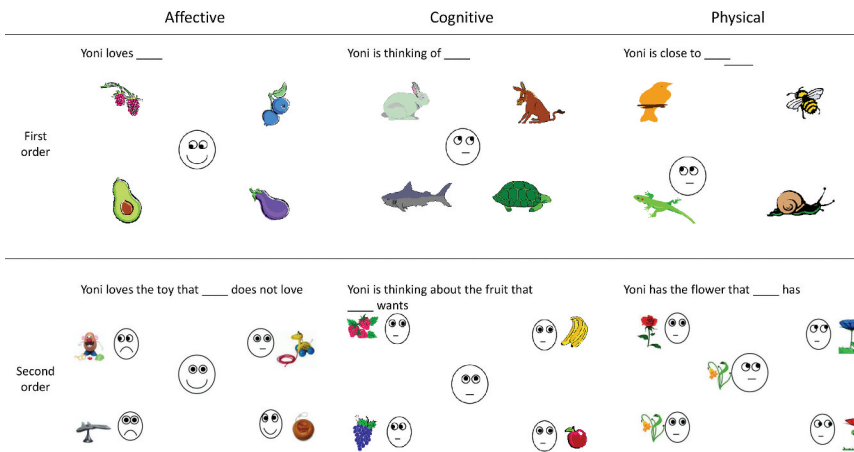 Affective Cognitive Physical
Yoni loves ____ Yoni is thinking of ____ Yoni is close to ____
First
order
Yoni loves the toy that ____ does not love Yoni is thinking about the fruit that Yoni has the flower that ____ has
____ wants
Second
order